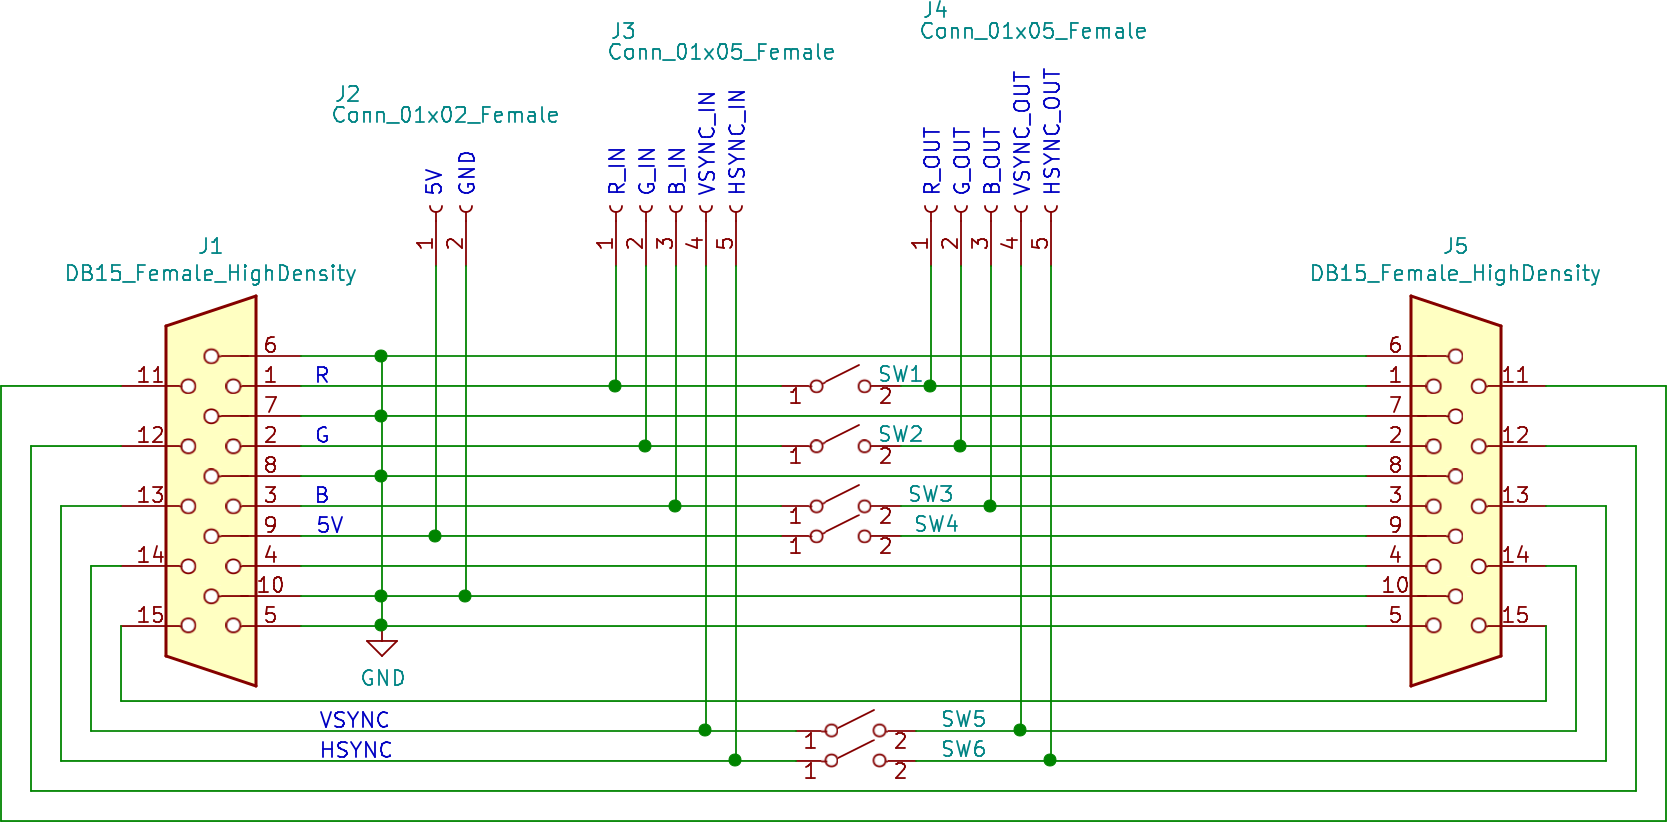 J4
Conn_01x05_Female
J3
Conn_01x05_Female
J2
Conn_01x02_Female
5V
GND
R_IN
G_IN
B_IN
VSYNC_IN
HSYNC_IN
R_OUT
G_OUT
B_OUT
VSYNC_OUT
HSYNC_OUT
1
2
1
2
3
4
5
1
2
3
4
5
J1
DB15_Female_HighDensity
J5
DB15_Female_HighDensity
6
6
11
1
R
1
SW1
2
1
11
7
7
12
2
G
1
SW2
2
2
12
8
8
13
3
B
1
SW3
2
3
13
9
5V
1
SW4
2
9
14
4
4
14
10
10
15
5
5
15
GND
VSYNC
1
SW5
2
HSYNC
1
SW6
2